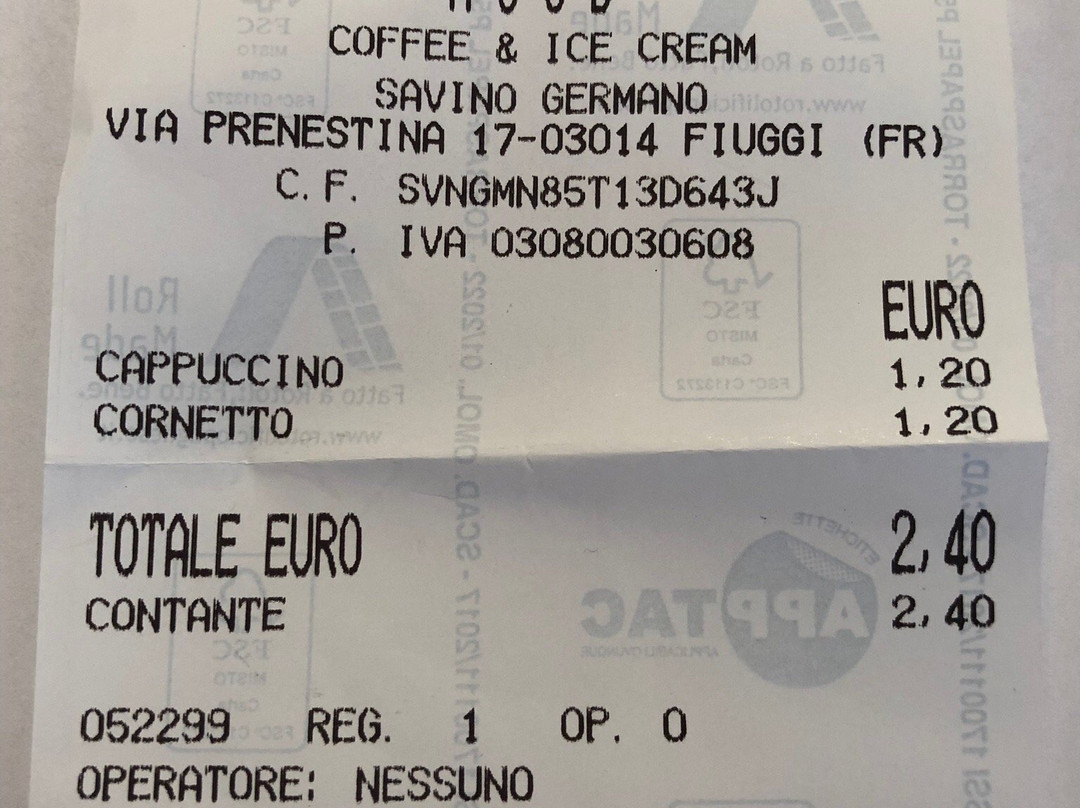 COFFEE & ICE CREAM
SAVINO GERMANO
VIA PRENESTINA 17-03014 FIUGGI (FR)
C.F. SVNGMN85T13D643J
P. IVA 03080030608
EURO
CAPPUCCINO 1,20
CORNETTO 1,20
TOTALE EURO 2,40
CONTANTE 2,40
052299 REG. 1 OP. 0
OPERATORE: NESSUNO